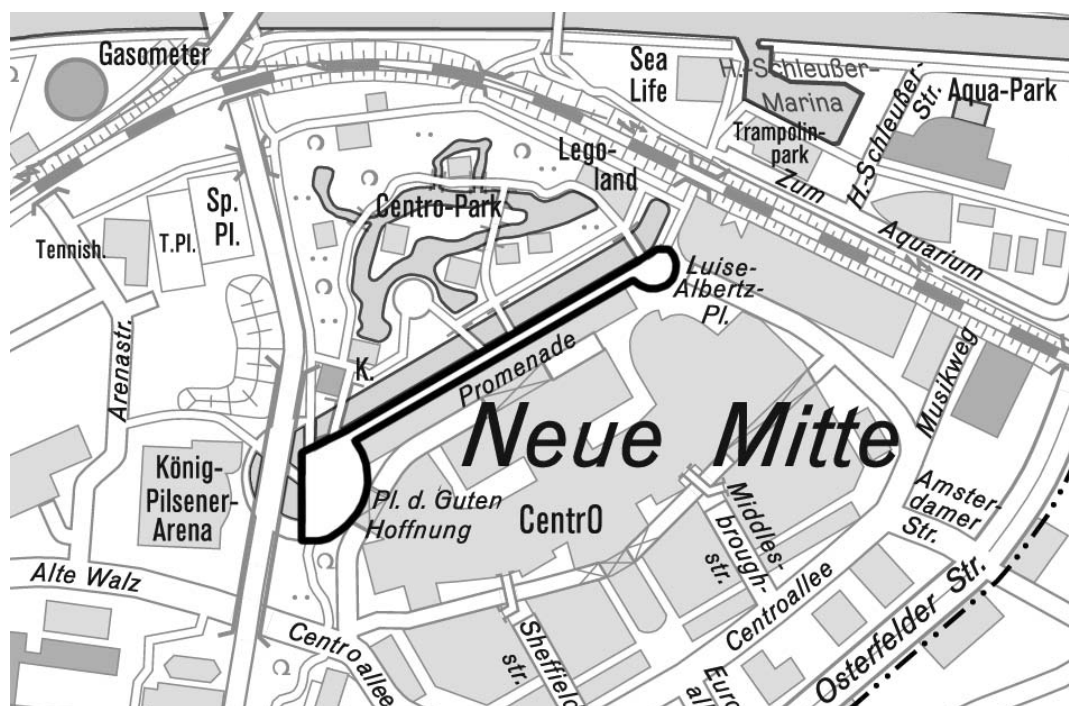 Gasometer
Sea
Life
H.-Schleußer-
Marina
H.-Schleußer-
Str.
Aqua-Park
Trampolin-
park
Zum
Aquarium
Lego-
land
Centro-Park
Sp.
Pl.
T.Pl.
Tennish.
Arenastr.
K.
Luise-
Albertz-
Pl.
Promenade
Neue Mitte
Musikweg
König-
Pilsener-
Arena
Pl. d. Guten
Hoffnung
CentrO
Middles-
brough-
str.
Amster-
damer
Str.
Alte Walz
Centroallee
Centroallee
Sheffield
str.
Osterfelder Str.
Euro
al